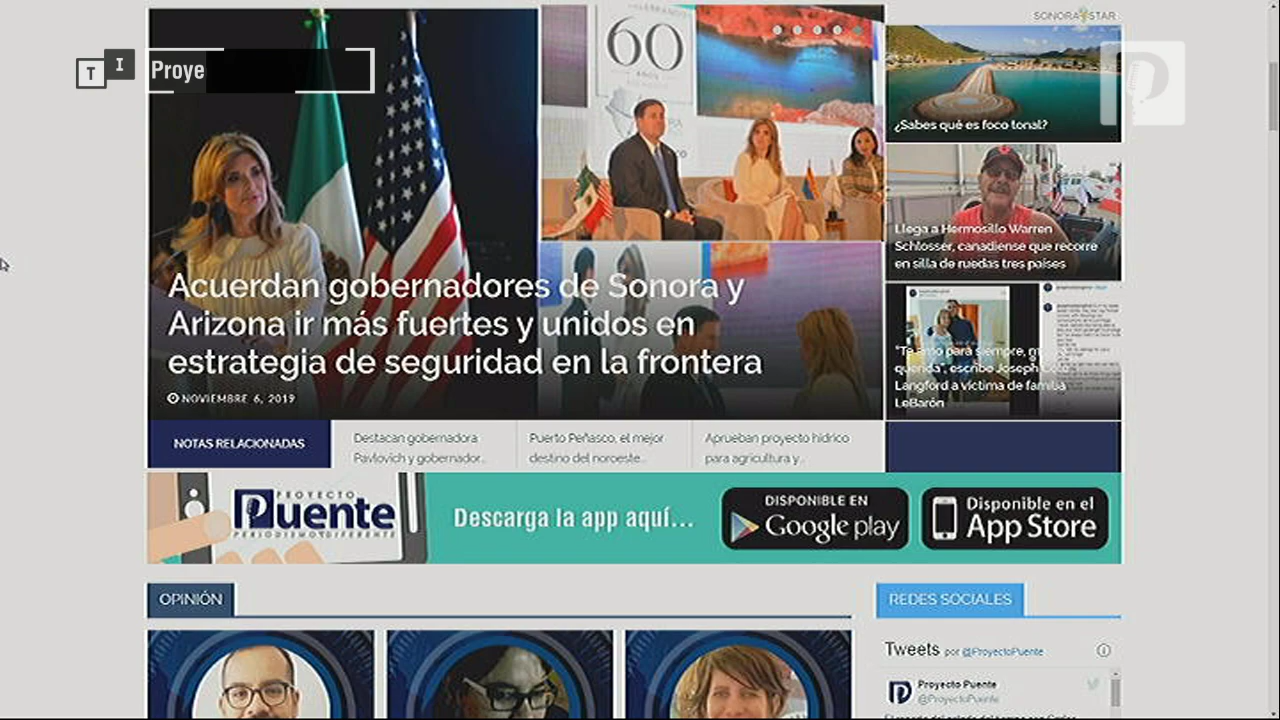 SONORA STAR
CELEBRANDO
60
AÑOS
T I Proye
¿Sabes qué es foco tonal?
Llega a Hermosillo Warren
Schlosser, canadiense que recorre
en silla de ruedas tres países
Acuerdan gobernadores de Sonora y
Arizona ir más fuertes y unidos en
estrategia de seguridad en la frontera
NOVIEMBRE 6, 2019
"Te amo para siempre, m
querida", escribe Joseph
Langford a víctima de familia
LeBarón
NOTAS RELACIONADAS
Destacan gobernadora
Pavlovich y gobernador...
Puerto Peñasco, el mejor
destino del noroeste...
Aprueban proyecto hídrico
para agricultura y...
PROYECTO
Puente
PERIODISMO DIFERENTE
Descarga la app aquí...
DISPONIBLE EN
Google play
Disponible en el
App Store
OPINIÓN
REDES SOCIALES
Tweets por @ProyectoPuente
Proyecto Puente
@ProyectoPuente